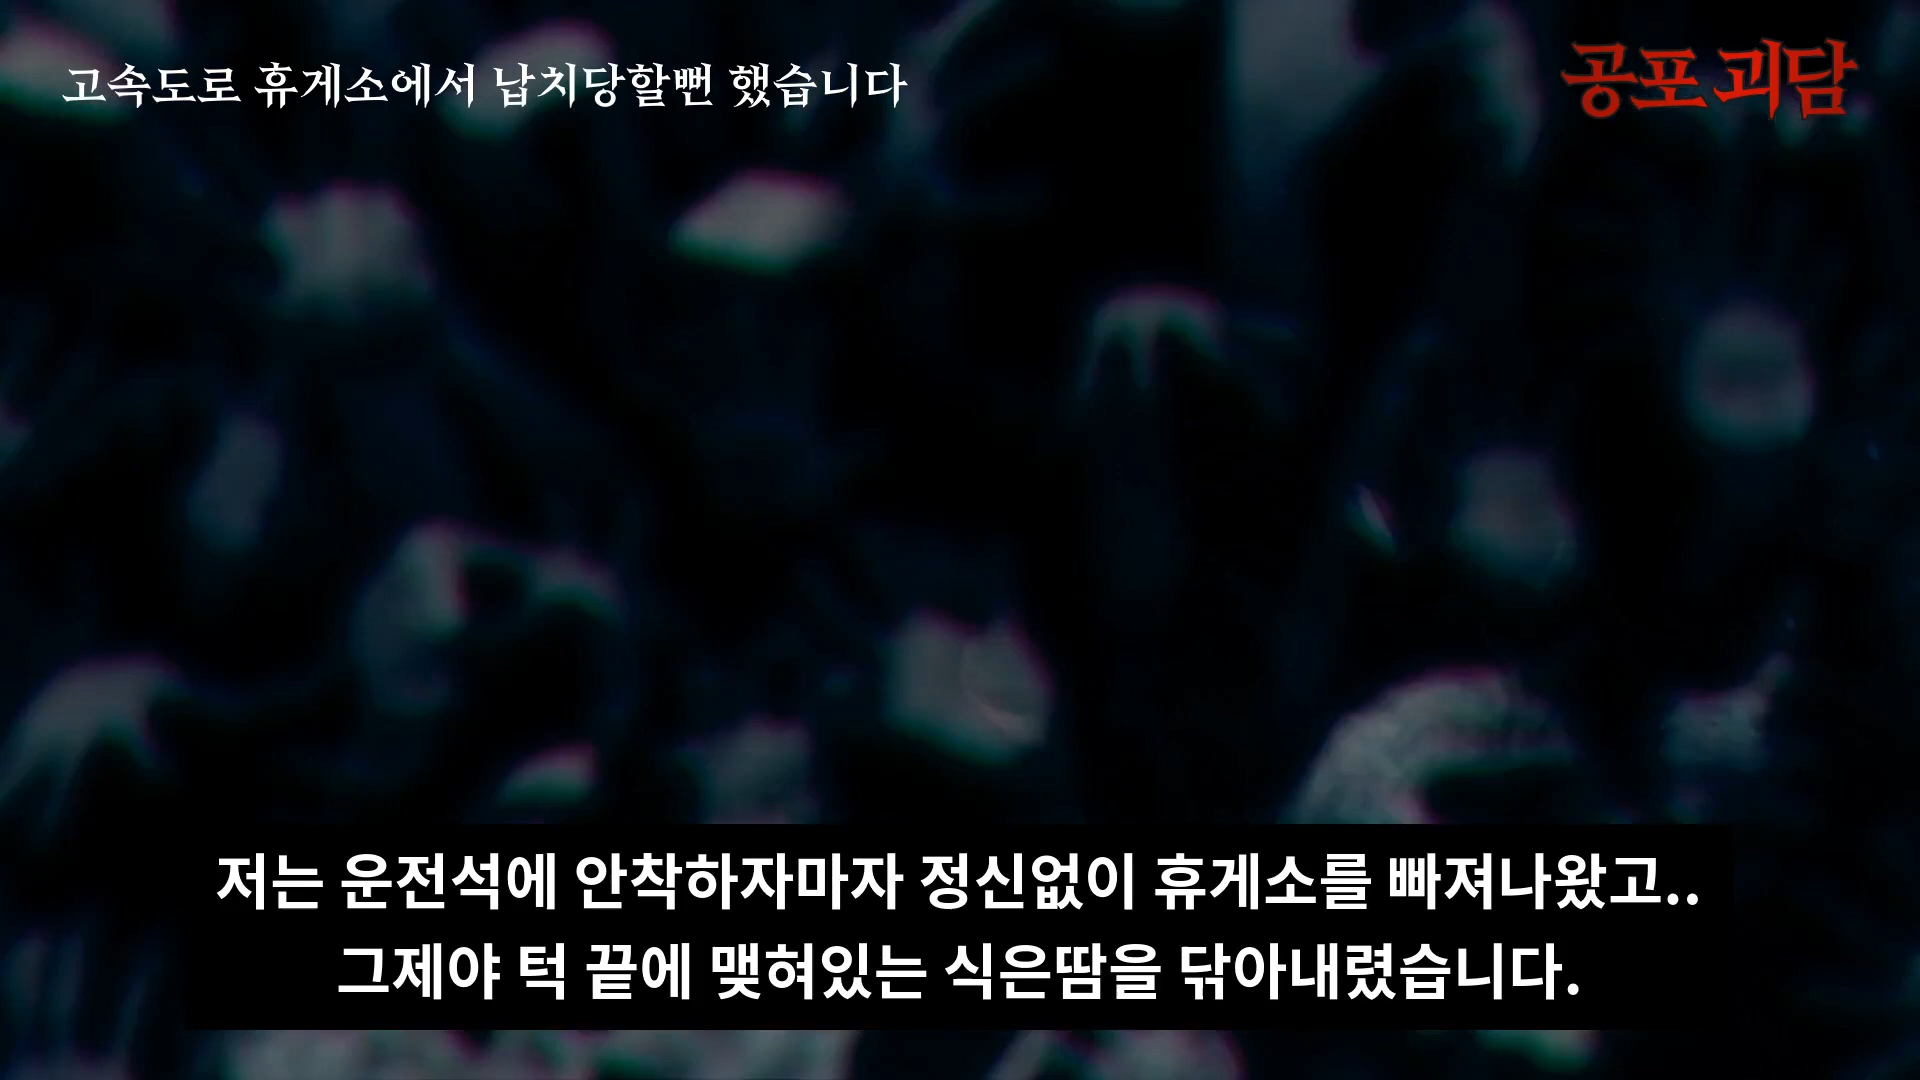 고속도로 휴게소에서 납치당할뻔 했습니다
공포 괴담
저는 운전석에 안착하자마자 정신없이 휴게소를 빠져나왔고..
그제야 턱 끝에 맺혀있는 식은땀을 닦아내렸습니다.